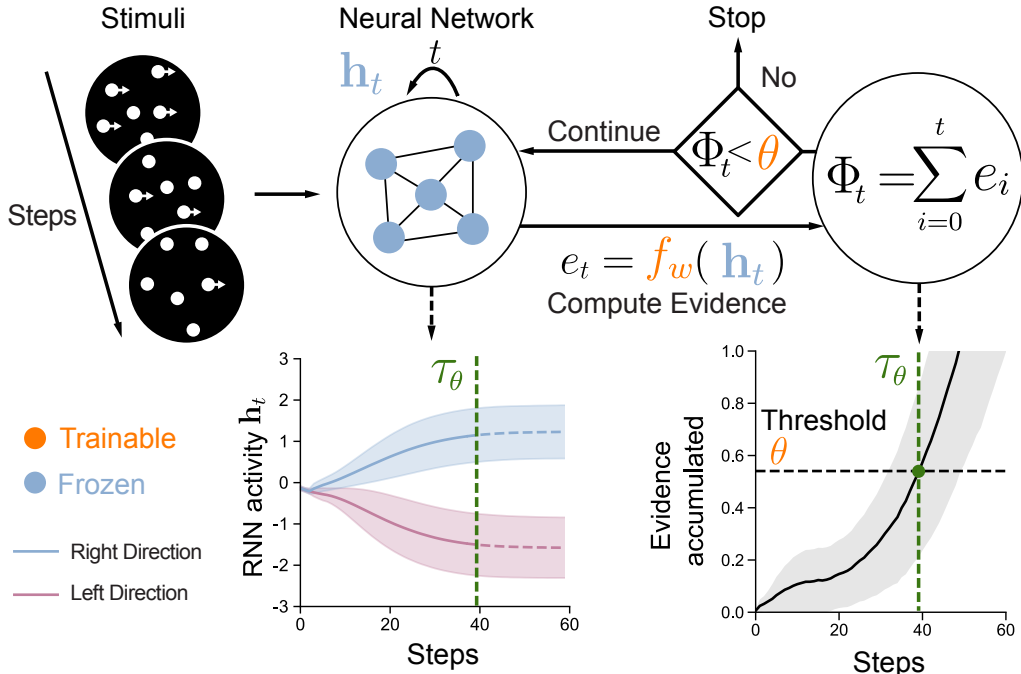 Stimuli
Neural Network
Stop
No
Continue
Steps
t
h_t
Φ_t < θ
Φ_t = ∑_{i=0}^{t} e_i
e_t = f_w( h_t )
Compute Evidence
Trainable
Frozen
Right Direction
Left Direction
τ_θ
RNN activity h_t
3
2
1
0
-1
-2
-3
0 20 40 60
Steps
τ_θ
Threshold
θ
Evidence
accumulated
1.0
0.8
0.6
0.4
0.2
0.0
0 20 40 60
Steps